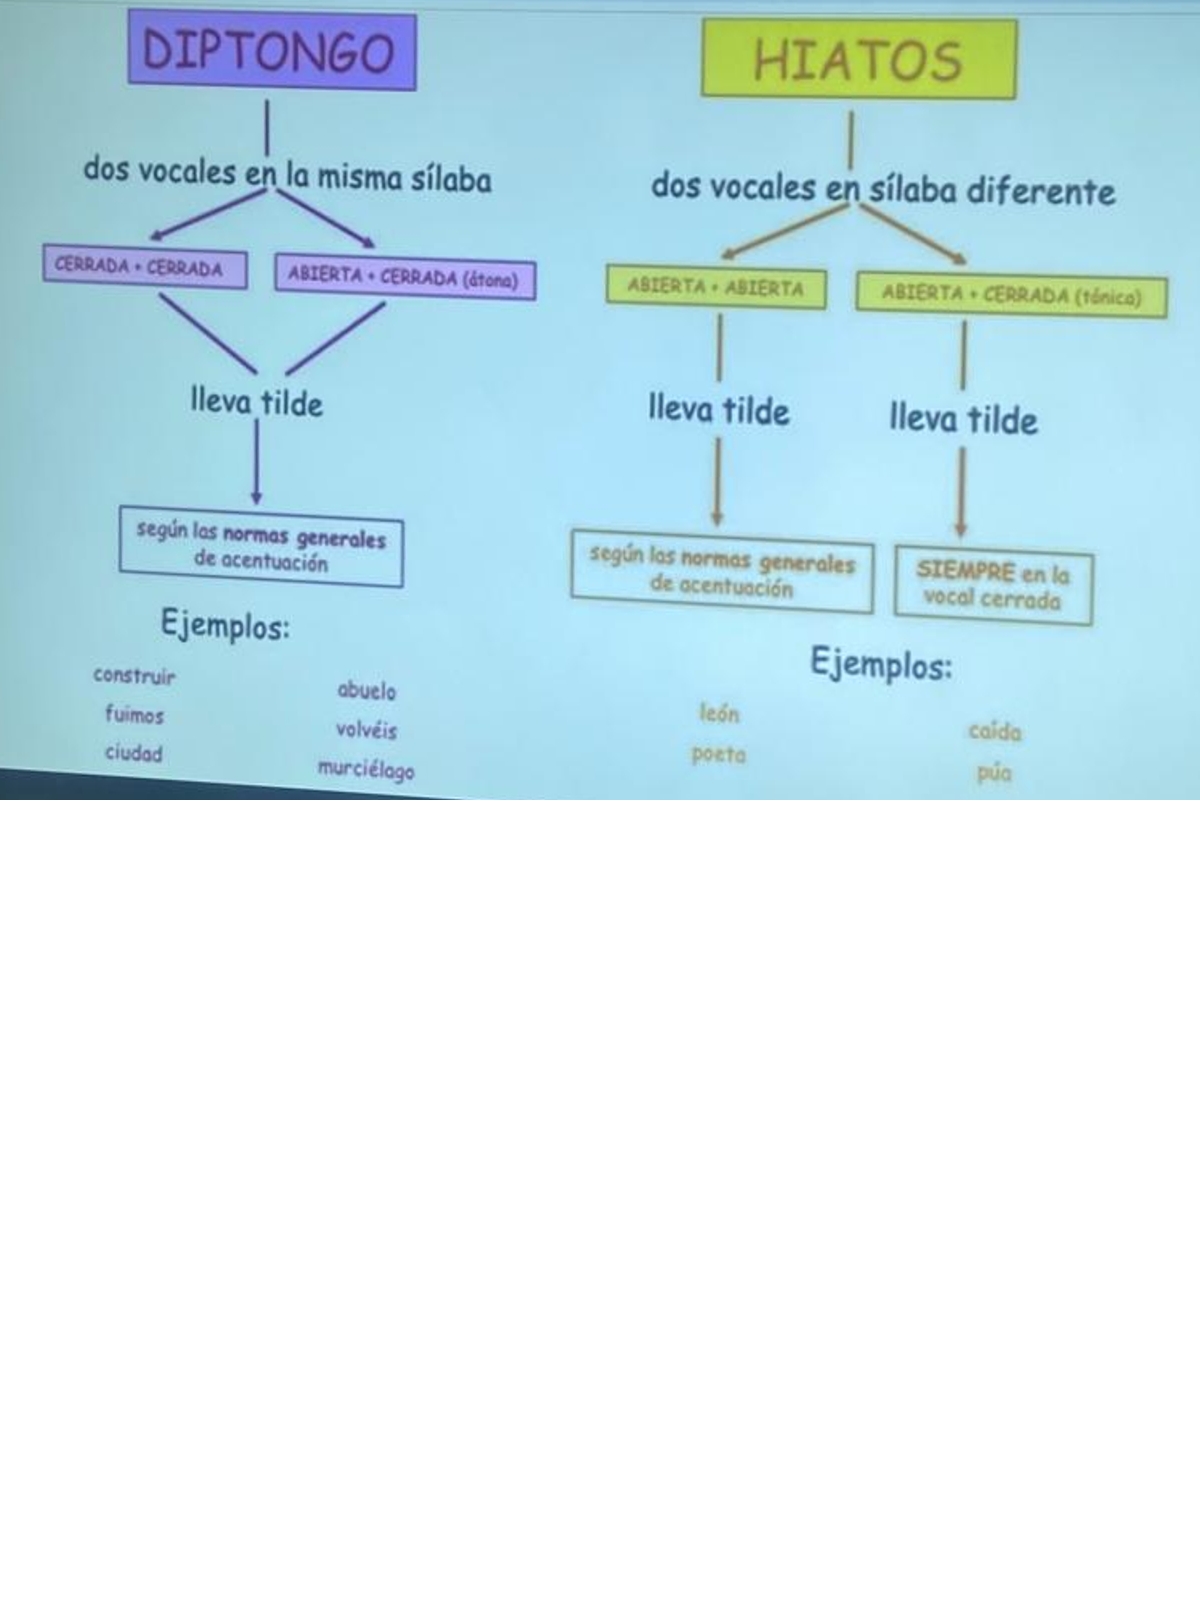 DIPTONGO
dos vocales en la misma sílaba
CERRADA + CERRADA
ABIERTA + CERRADA (átona)
lleva tilde
según las normas generales
de acentuación
Ejemplos:
construir
fuimos
ciudad
abuelo
volvéis
murciélago
HIATOS
dos vocales en sílaba diferente
ABIERTA + ABIERTA
ABIERTA + CERRADA (tónica)
lleva tilde
lleva tilde
según las normas generales
de acentuación
SIEMPRE en la
vocal cerrada
Ejemplos:
león
poeta
caída
púa